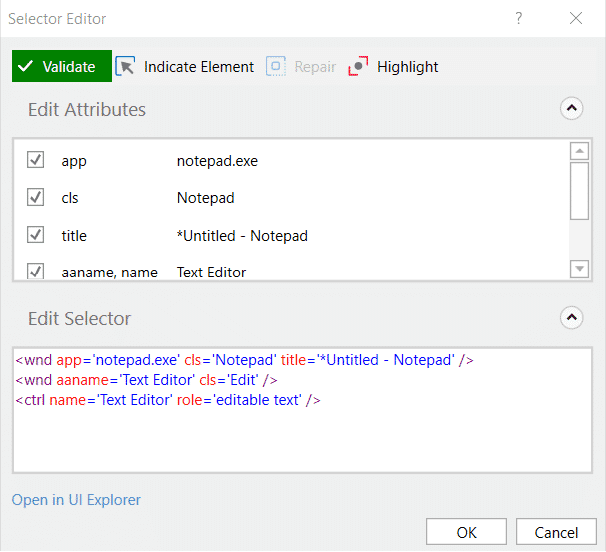 Selector Editor ?
Validate Indicate Element Repair Highlight
Edit Attributes
app notepad.exe
cls Notepad
title *Untitled - Notepad
aaname, name Text Editor
Edit Selector
<wnd app='notepad.exe' cls='Notepad' title='*Untitled - Notepad' />
<wnd aaname='Text Editor' cls='Edit' />
<ctrl name='Text Editor' role='editable text' />
Open in UI Explorer
OK Cancel